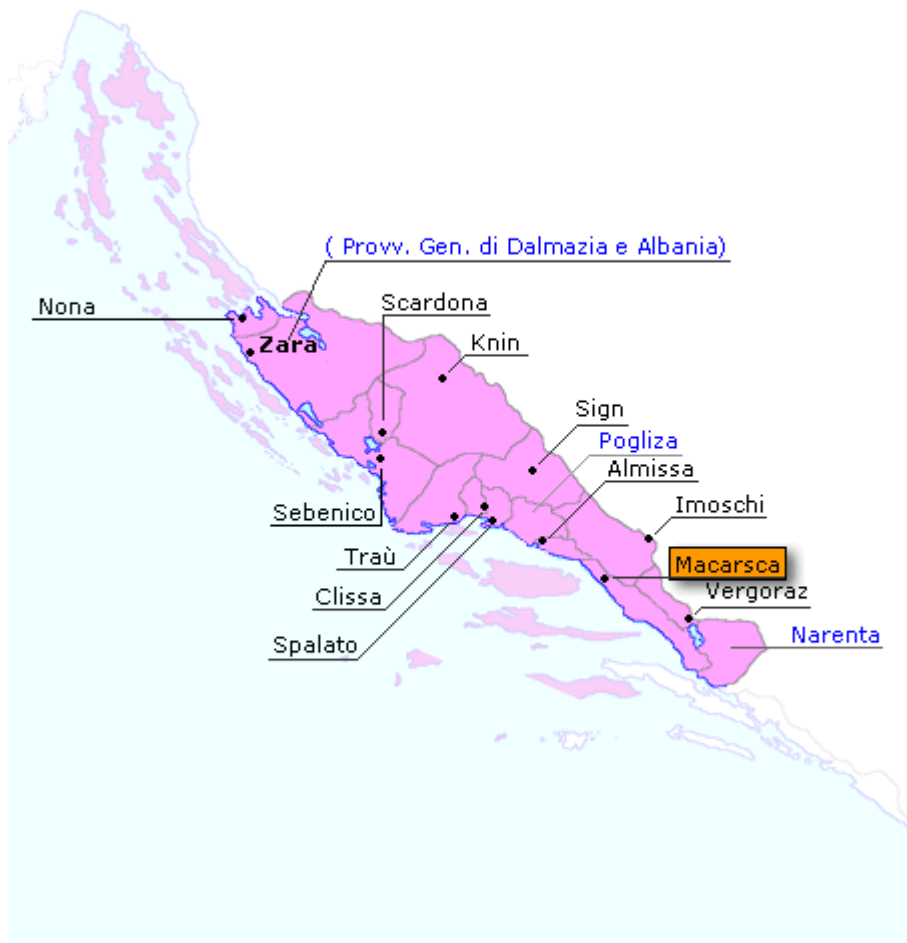 ( Provv. Gen. di Dalmazia e Albania)
Nona
Scardona
Zara
Knin
Sign
Pogliza
Almissa
Imoschi
Sebenico
Traù
Macarsca
Clissa
Vergoraz
Spalato
Narenta